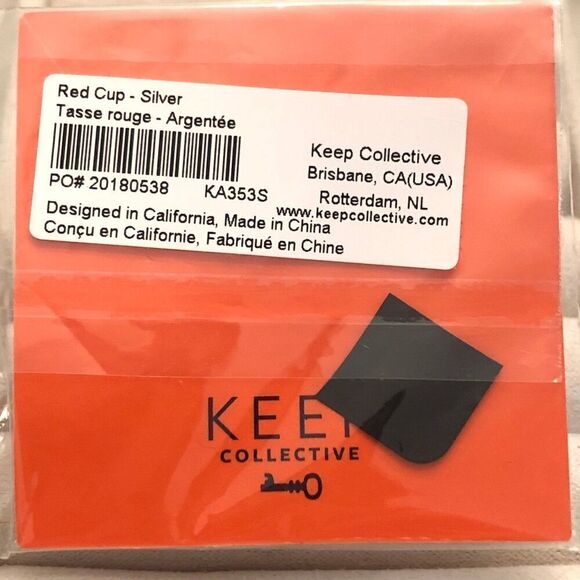 Red Cup - Silver
Tasse rouge - Argentée
PO# 20180538 KA353S
Keep Collective
Brisbane, CA(USA)
Rotterdam, NL
www.keepcollective.com
Designed in California, Made in China
Conçu en Californie, Fabriqué en Chine
KEEP
COLLECTIVE